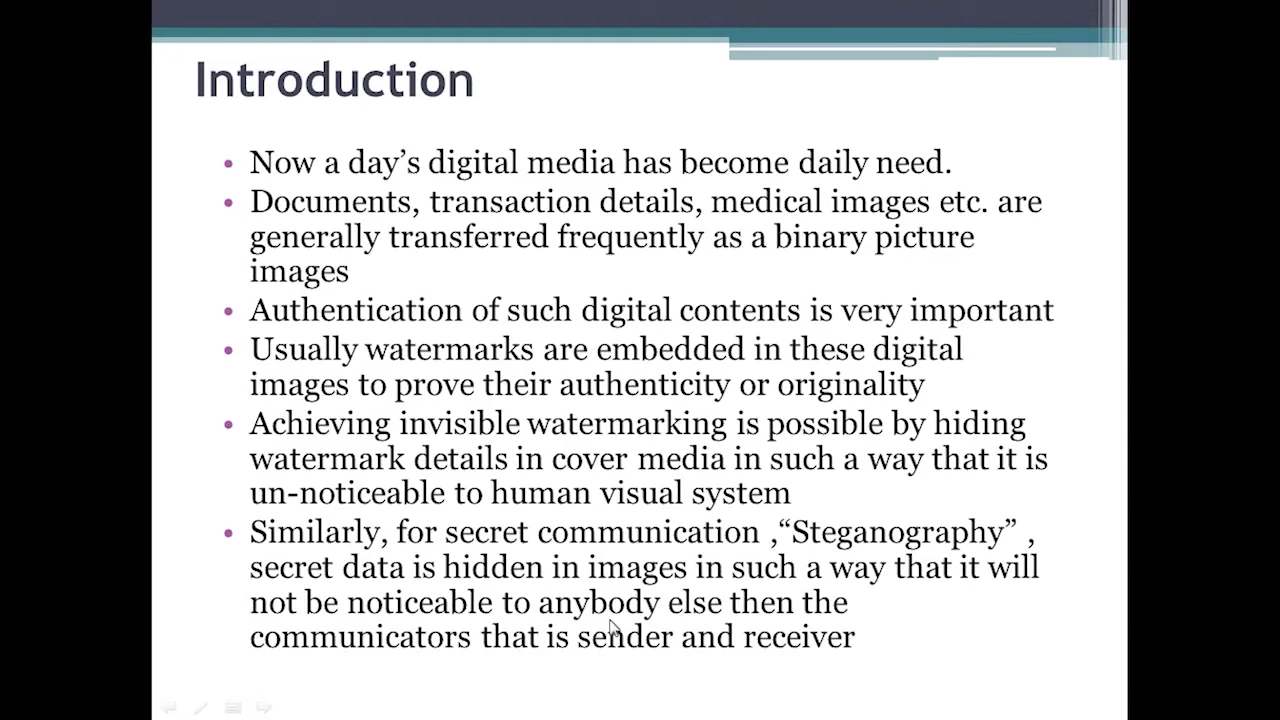 Introduction
• Now a day’s digital media has become daily need.
• Documents, transaction details, medical images etc. are
generally transferred frequently as a binary picture
images
• Authentication of such digital contents is very important
• Usually watermarks are embedded in these digital
images to prove their authenticity or originality
• Achieving invisible watermarking is possible by hiding
watermark details in cover media in such a way that it is
un-noticeable to human visual system
• Similarly, for secret communication ,“Steganography” ,
secret data is hidden in images in such a way that it will
not be noticeable to anybody else then the
communicators that is sender and receiver